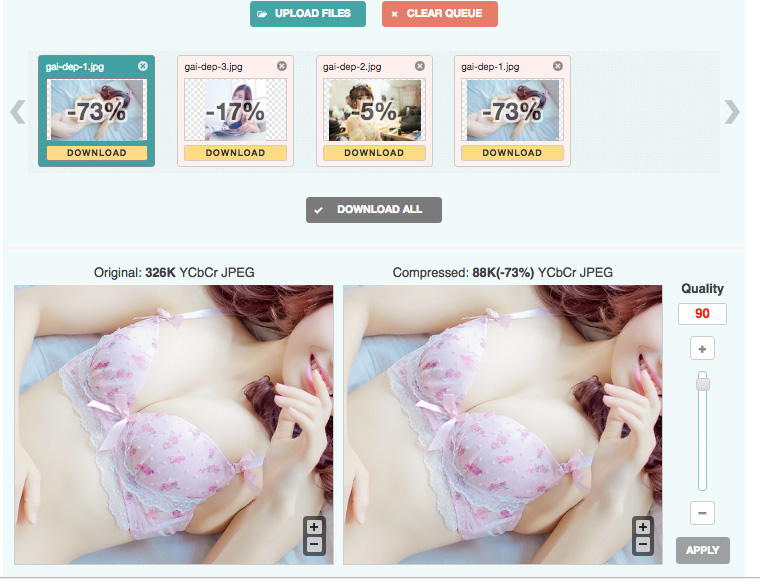 UPLOAD FILES
CLEAR QUEUE
gai-dep-1.jpg
-73%
DOWNLOAD
gai-dep-3.jpg
-17%
DOWNLOAD
gai-dep-2.jpg
-5%
DOWNLOAD
gai-dep-1.jpg
-73%
DOWNLOAD
DOWNLOAD ALL
Original: 326K YCbCr JPEG
Compressed: 88K(-73%) YCbCr JPEG
Quality
90
+
−
APPLY
+
−
+
−